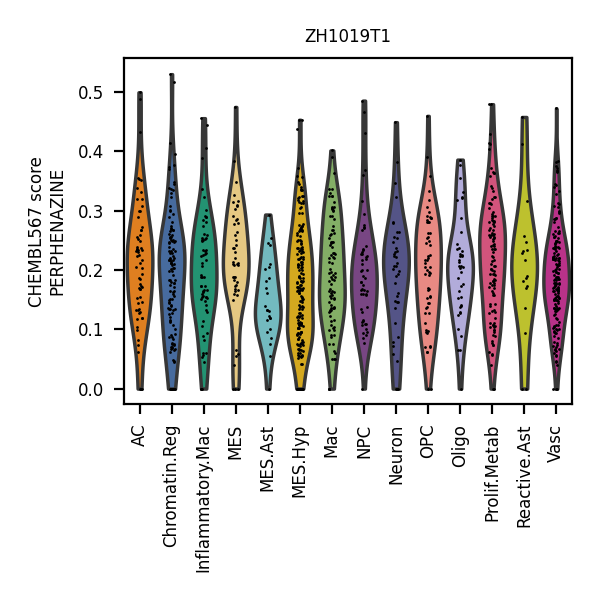 ZH1019T1
CHEMBL567 score
PERPHENAZINE
0.5
0.4
0.3
0.2
0.1
0.0
AC
Chromatin.Reg
Inflammatory.Mac
MES
MES.Ast
MES.Hyp
Mac
NPC
Neuron
OPC
Oligo
Prolif.Metab
Reactive.Ast
Vasc